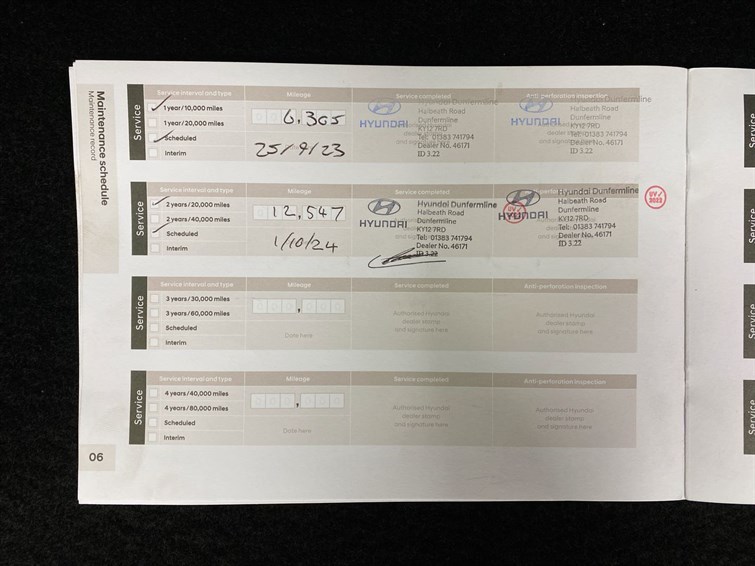 Maintenance schedule
Maintenance record
Service
Service interval and type Mileage Service completed Anti-perforation inspection
1 year/10,000 miles
1 year/20,000 miles
Scheduled
Interim
6,305
25/9/23
HYUNDAI
Hyundai Dunfermline
Halbeath Road
Dunfermline
KY12 7RD
Tel: 01383 741794
Dealer No. 46171
ID 3.22
HYUNDAI
Hyundai Dunfermline
Halbeath Road
Dunfermline
KY12 7RD
Tel: 01383 741794
Dealer No. 46171
ID 3.22
Service
Service interval and type Mileage Service completed
2 years/20,000 miles
2 years/40,000 miles
Scheduled
Interim
12,547
1/10/24
HYUNDAI
Hyundai Dunfermline
Halbeath Road
Dunfermline
KY12 7RD
Tel: 01383 741794
Dealer No. 46171
ID 3.22
HYUNDAI
Hyundai Dunfermline
Halbeath Road
Dunfermline
KY12 7RD
Tel: 01383 741794
Dealer No. 46171
ID 3.22
Service
Service interval and type Mileage Service completed Anti-perforation inspection
3 years/30,000 miles
3 years/60,000 miles
Scheduled
Interim
Date here
Authorised Hyundai
dealer stamp
and signature here
Authorised Hyundai
dealer stamp
and signature here
Service
Service interval and type Mileage Service completed Anti-perforation inspection
4 years/40,000 miles
4 years/80,000 miles
Scheduled
Interim
Date here
Authorised Hyundai
dealer stamp
and signature here
Authorised Hyundai
dealer stamp
and signature here
06
Service
Service
Service
Service